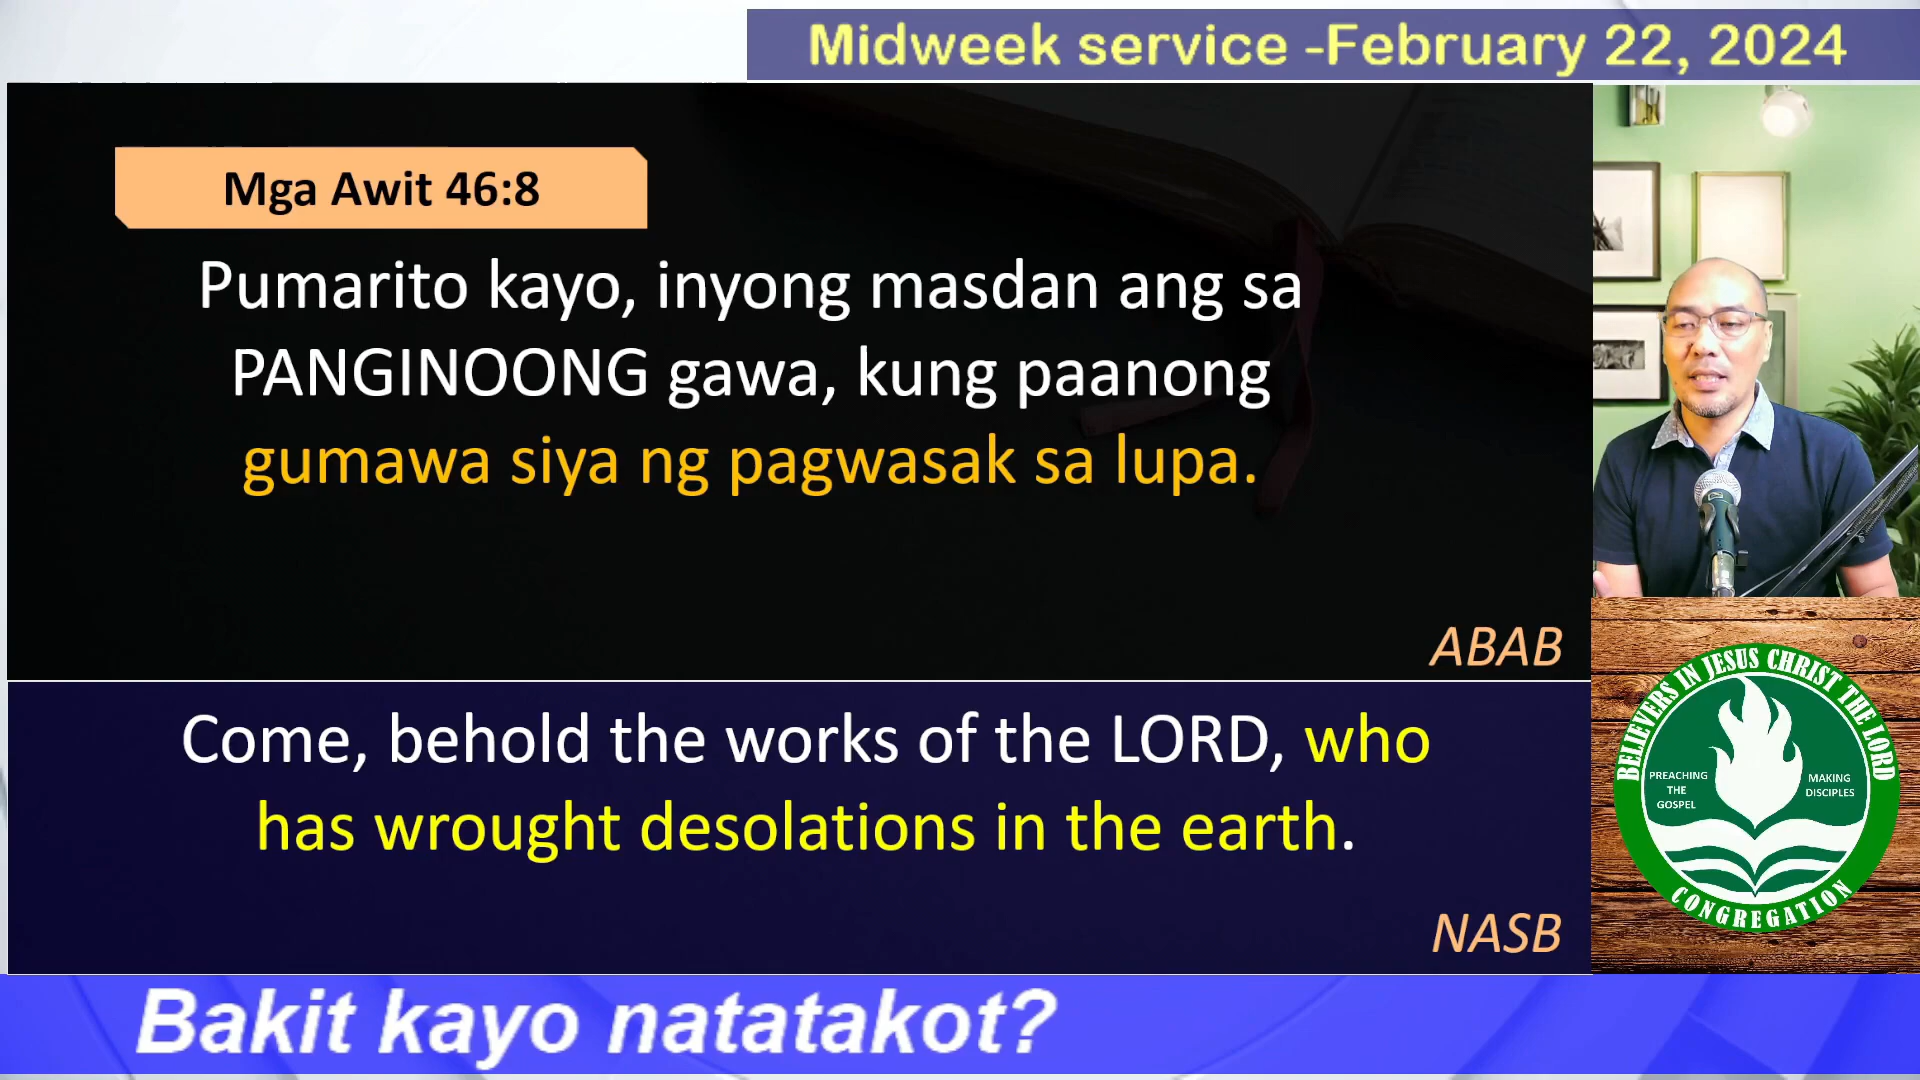 Midweek service -February 22, 2024
Mga Awit 46:8
Pumarito kayo, inyong masdan ang sa
PANGINOONG gawa, kung paanong
gumawa siya ng pagwasak sa lupa.
ABAB
Come, behold the works of the LORD, who
has wrought desolations in the earth.
NASB
BELIEVERS IN JESUS CHRIST THE LORD
PREACHING
THE
GOSPEL
MAKING
DISCIPLES
CONGREGATION
Bakit kayo natatakot?